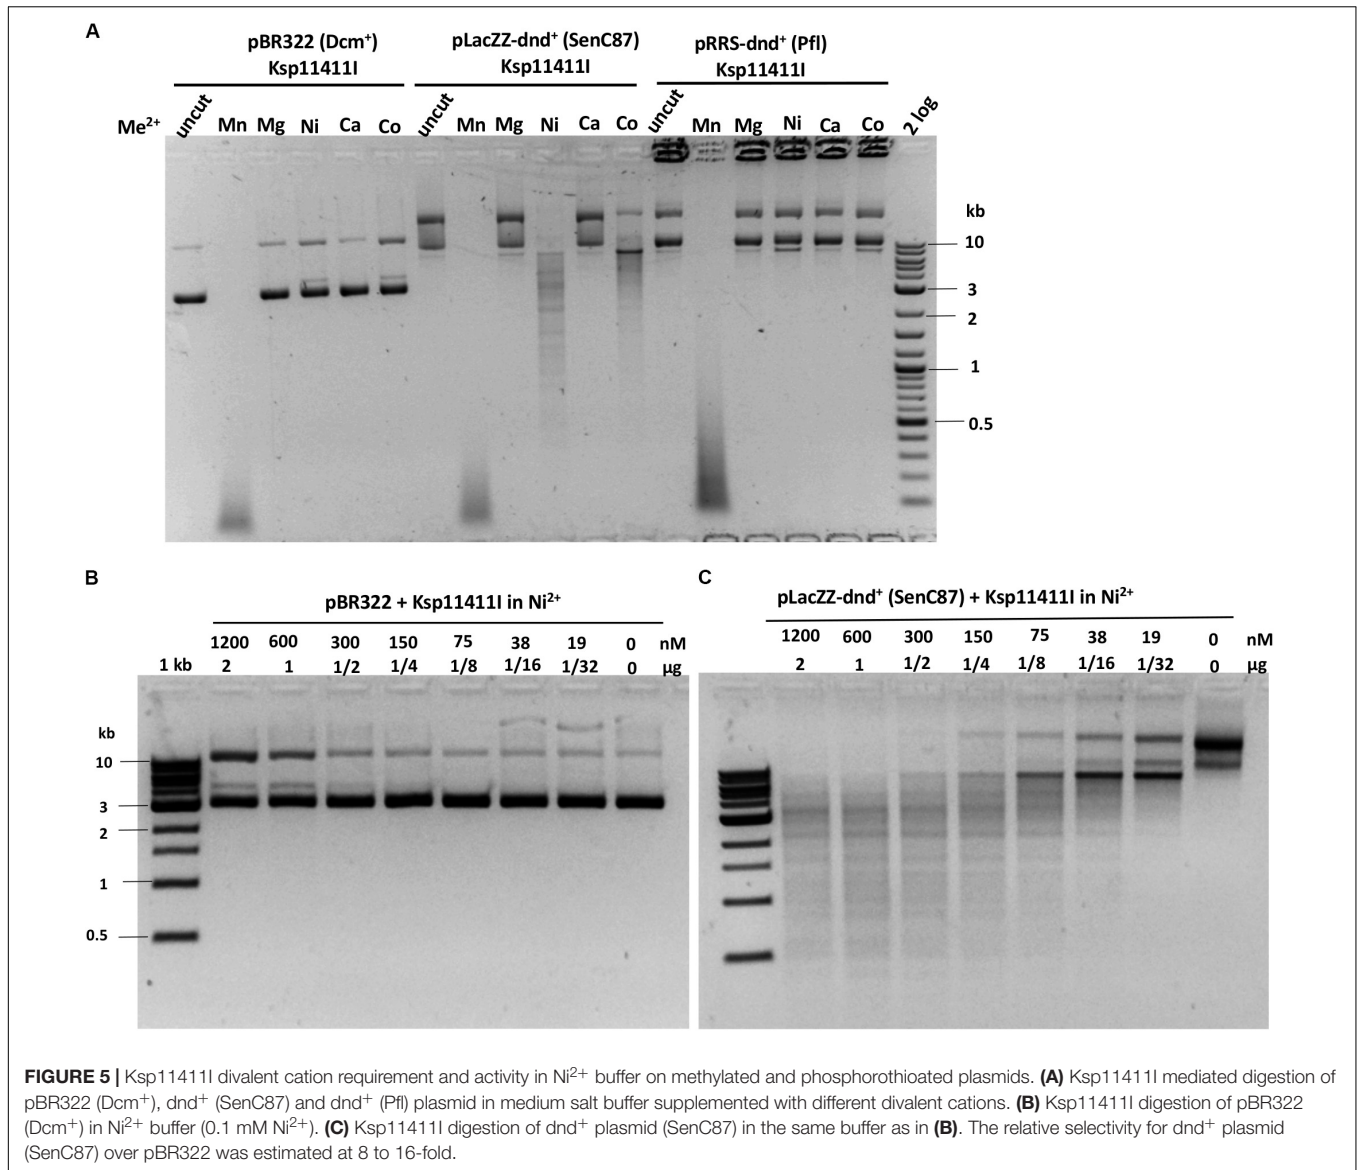 A
pBR322 (Dcm⁺)
Ksp11411I
pLacZZ-dnd⁺ (SenC87)
Ksp11411I
pRRS-dnd⁺ (Pfl)
Ksp11411I
Me²⁺ uncut Mn Mg Ni Ca Co uncut Mn Mg Ni Ca Co uncut Mn Mg Ni Ca Co 2 log
kb
10
3
2
1
0.5
B
pBR322 + Ksp11411I in Ni²⁺
1200 600 300 150 75 38 19 0 nM
1 kb 2 1 1/2 1/4 1/8 1/16 1/32 0 µg
kb
10
3
2
1
0.5
C
pLacZZ-dnd⁺ (SenC87) + Ksp11411I in Ni²⁺
1200 600 300 150 75 38 19 0 nM
2 1 1/2 1/4 1/8 1/16 1/32 0 µg
FIGURE 5 | Ksp11411I divalent cation requirement and activity in Ni²⁺ buffer on methylated and phosphorothioated plasmids. (A) Ksp11411I mediated digestion of
pBR322 (Dcm⁺), dnd⁺ (SenC87) and dnd⁺ (Pfl) plasmid in medium salt buffer supplemented with different divalent cations. (B) Ksp11411I digestion of pBR322
(Dcm⁺) in Ni²⁺ buffer (0.1 mM Ni²⁺). (C) Ksp11411I digestion of dnd⁺ plasmid (SenC87) in the same buffer as in (B). The relative selectivity for dnd⁺ plasmid
(SenC87) over pBR322 was estimated at 8 to 16-fold.